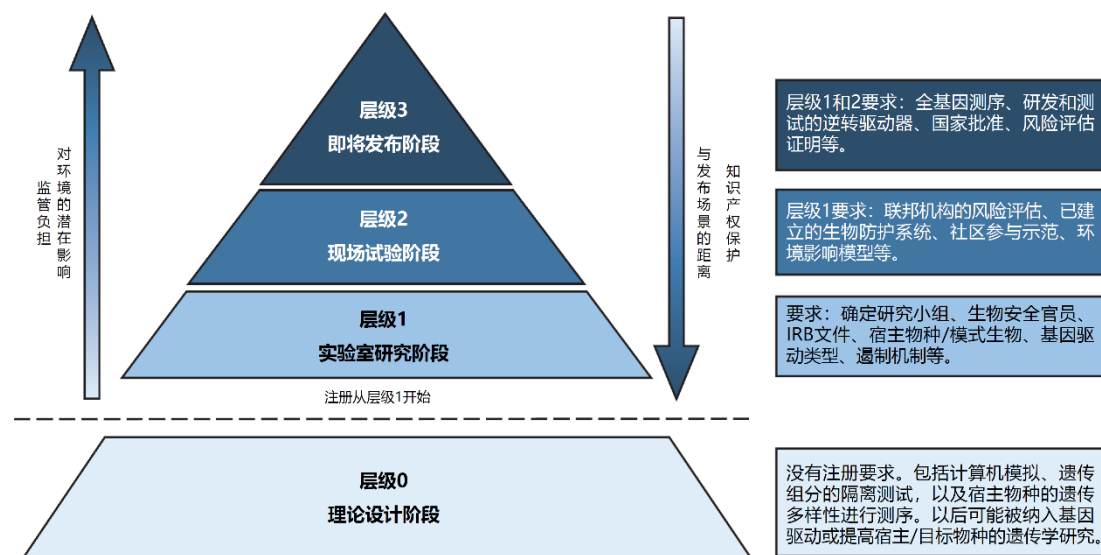 层级3
即将发布阶段
层级1和2要求：全基因测序、研发和测
试的逆转驱动器、国家批准、风险评估
证明等。
对环境的潜在影响
监管负担
知识产权保护
与发布场景的距离
层级2
现场试验阶段
层级1要求：联邦机构的风险评估、已建
立的生物防护系统、社区参与示范、环
境影响模型等。
层级1
实验室研究阶段
要求：确定研究小组、生物安全官员、
IRB文件、宿主物种/模式生物、基因驱
动类型、遏制机制等。
注册从层级1开始
层级0
理论设计阶段
没有注册要求。包括计算机模拟、遗传
组分的隔离测试，以及宿主物种的遗传
多样性进行测序。以后可能被纳入基因
驱动或提高宿主/目标物种的遗传学研究。